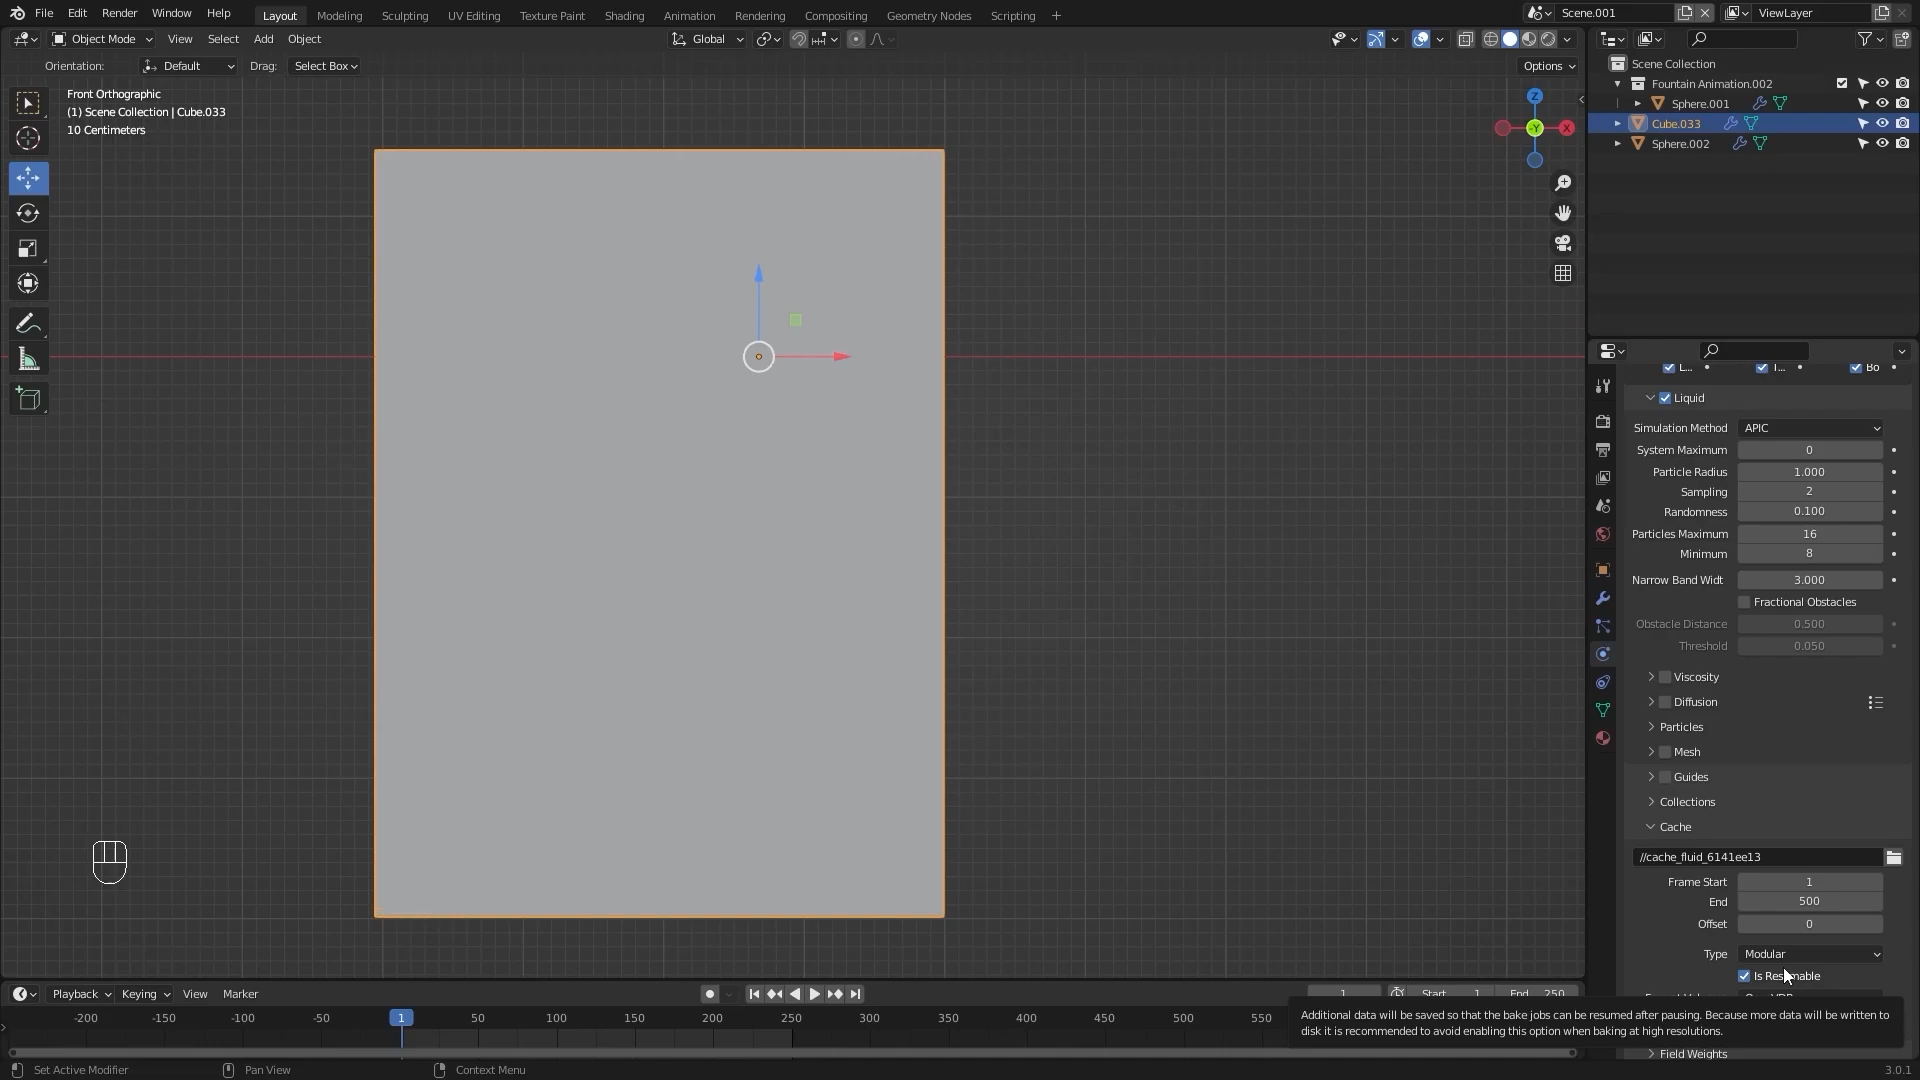 File Edit Render Window Help Layout Modeling Sculpting UV Editing Texture Paint Shading Animation Rendering Compositing Geometry Nodes Scripting + Scene.001 ViewLayer
Object Mode View Select Add Object Global
Orientation: Default Drag: Select Box Options
Front Orthographic
(1) Scene Collection | Cube.033
10 Centimeters
Z
-Y X
Scene Collection
Fountain Animation.002
Sphere.001
Cube.033
Sphere.002
L... T... Bo
Liquid
Simulation Method APIC
System Maximum 0
Particle Radius 1.000
Sampling 2
Randomness 0.100
Particles Maximum 16
Minimum 8
Narrow Band Widt 3.000
Fractional Obstacles
Obstacle Distance 0.500
Threshold 0.050
Viscosity
Diffusion
Particles
Mesh
Guides
Collections
Cache
//cache_fluid_6141ee13
Frame Start 1
End 500
Offset 0
Type Modular
Is Resumable
Additional data will be saved so that the bake jobs can be resumed after pausing. Because more data will be written to
disk it is recommended to avoid enabling this option when baking at high resolutions.
Field Weights
Playback Keying View Marker 1 Start 1 End 250
-200 -150 -100 -50 1 50 100 150 200 250 300 350 400 450 500 550
Set Active Modifier Pan View Context Menu 3.0.1